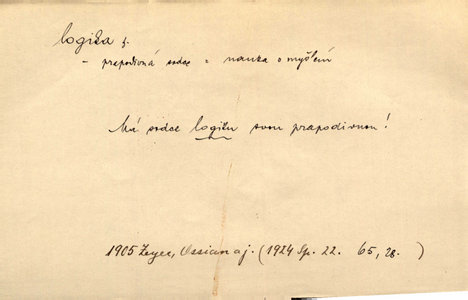 logika f.
- prapodivná srdce = nauka o myšlení
Má srdce logiku svou prapodivnou!
1905 Zeyer, Ossian aj. (1924 Sp. 22. 65, 28.)